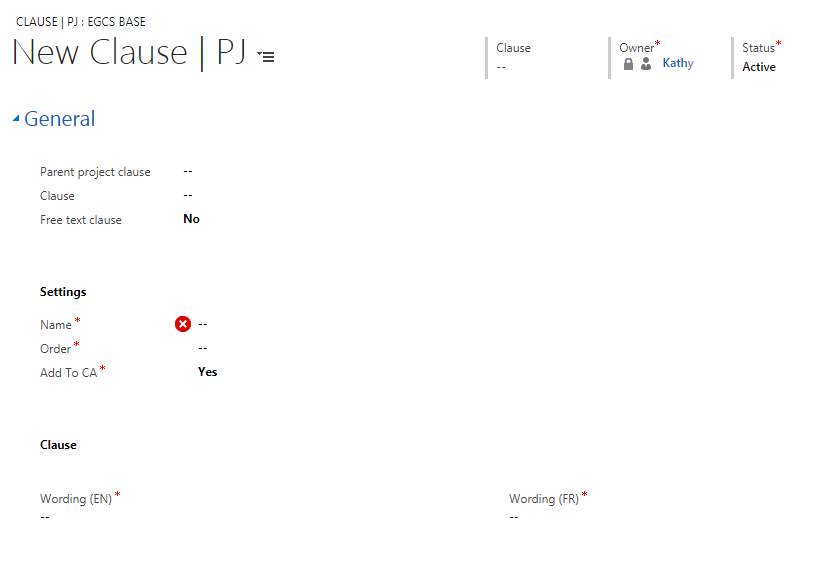 CLAUSE | PJ : EGCS BASE
New Clause | PJ
Clause
--
Owner*
Kathy
Status*
Active
General
Parent project clause --
Clause --
Free text clause No
Settings
Name* --
Order* --
Add To CA* Yes
Clause
Wording (EN)* Wording (FR)*
-- --